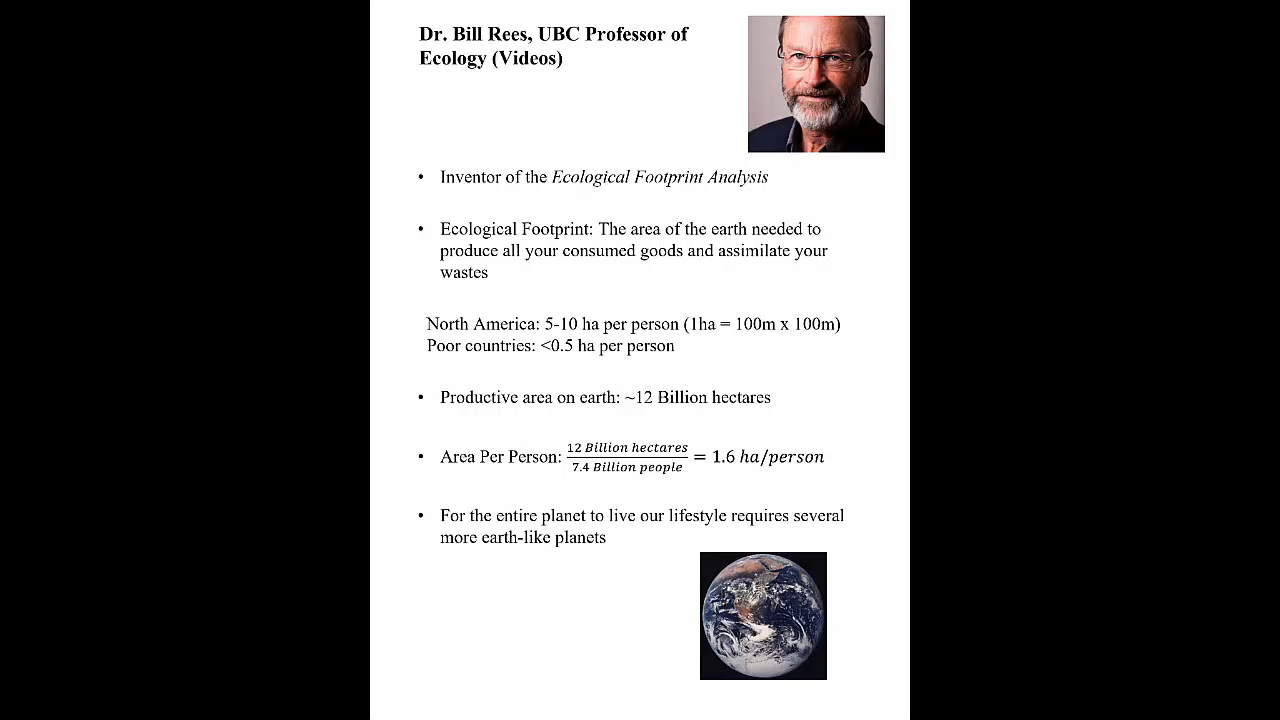 Dr. Bill Rees, UBC Professor of
Ecology (Videos)
• Inventor of the Ecological Footprint Analysis
• Ecological Footprint: The area of the earth needed to
produce all your consumed goods and assimilate your
wastes
North America: 5-10 ha per person (1ha = 100m x 100m)
Poor countries: <0.5 ha per person
• Productive area on earth: ~12 Billion hectares
• Area Per Person: 12 Billion hectares / 7.4 Billion people = 1.6 ha/person
• For the entire planet to live our lifestyle requires several
more earth-like planets